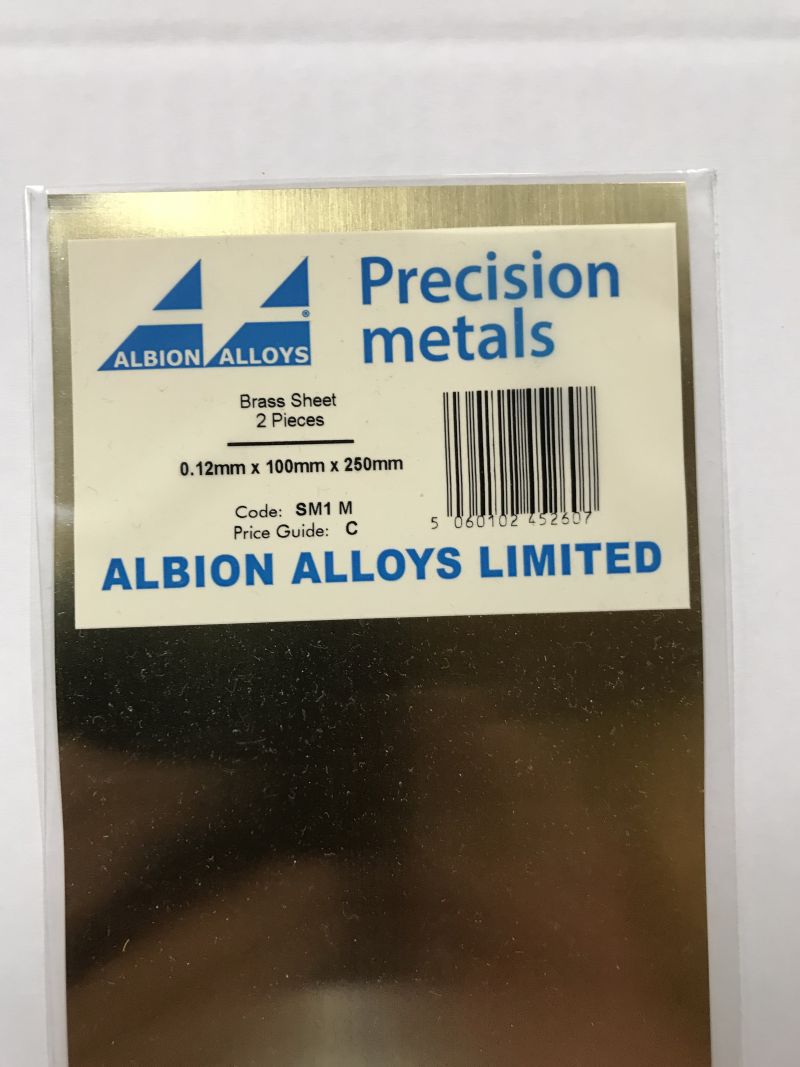 ALBION ALLOYS®
Precision
metals
Brass Sheet
2 Pieces
0.12mm x 100mm x 250mm
Code: SM1 M
Price Guide: C
5 060102 452607
ALBION ALLOYS LIMITED